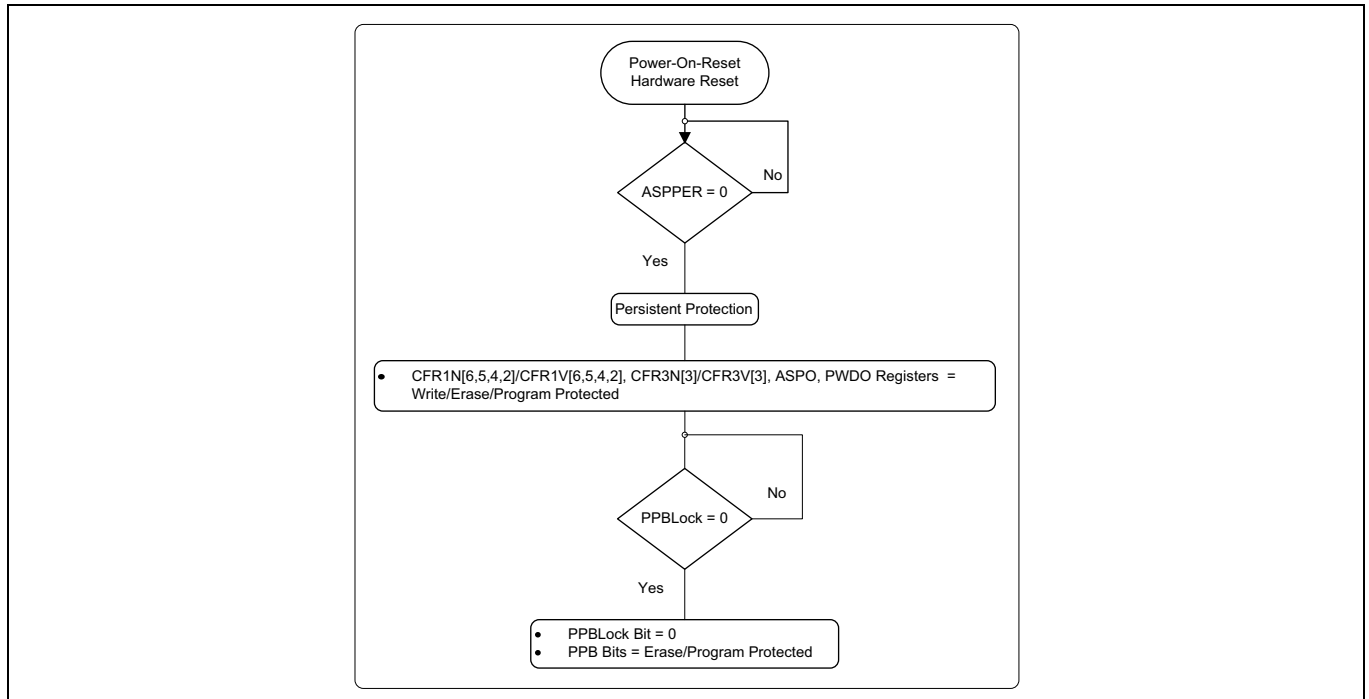 Power-On-Reset
Hardware Reset
No
ASPPER = 0
Yes
Persistent Protection
• CFR1N[6,5,4,2]/CFR1V[6,5,4,2], CFR3N[3]/CFR3V[3], ASPO, PWDO Registers =
Write/Erase/Program Protected
No
PPBLock = 0
Yes
• PPBLock Bit = 0
• PPB Bits = Erase/Program Protected